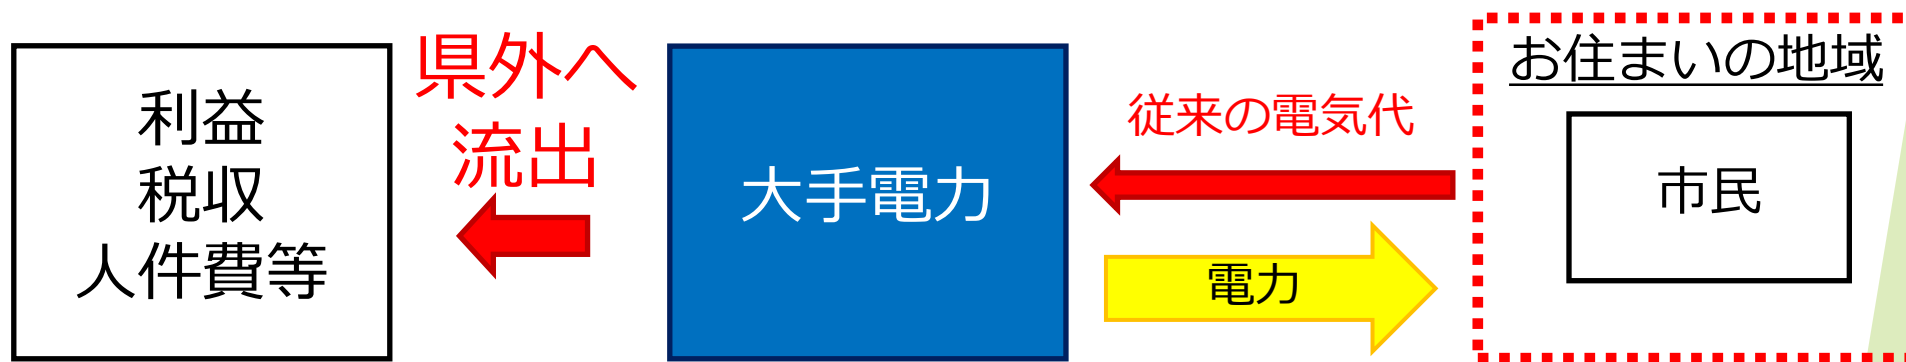 利益
税収
人件費等
県外へ
流出
大手電力
従来の電気代
電力
お住まいの地域
市民